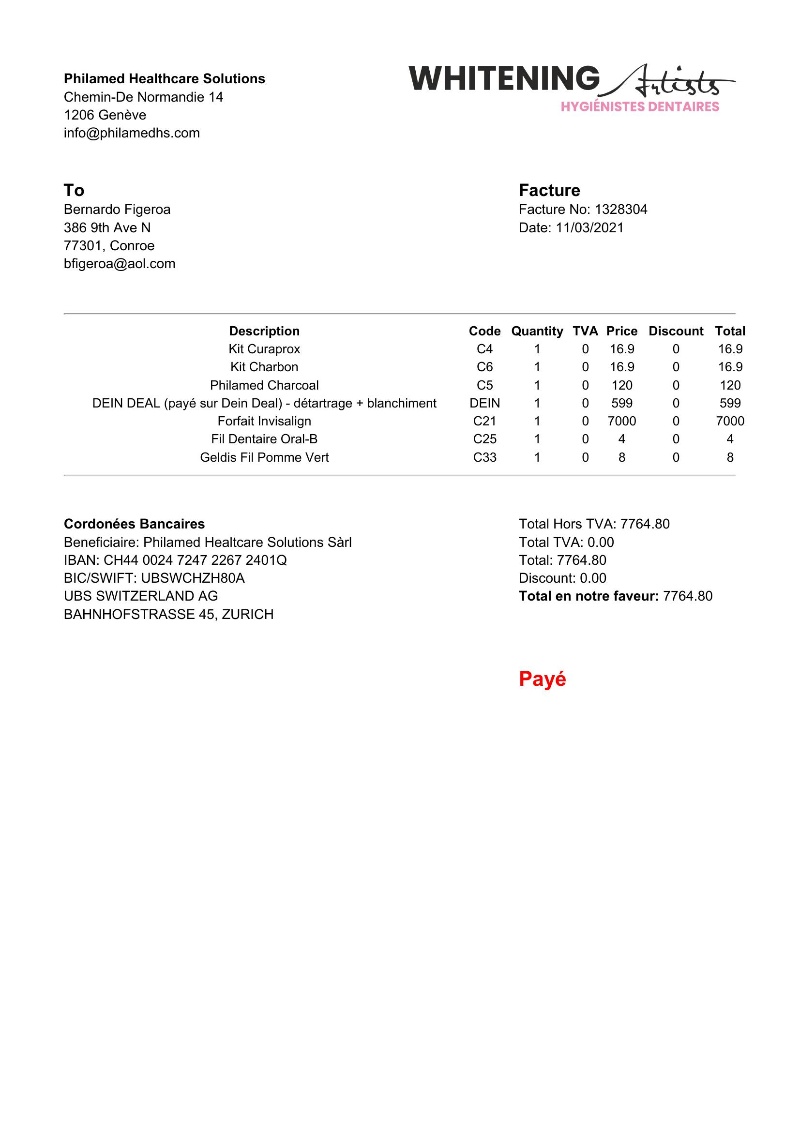 Philamed Healthcare Solutions
Chemin-De Normandie 14
1206 Genève
info@philamedhs.com
WHITENING Artists
HYGIÉNISTES DENTAIRES
To
Bernardo Figeroa
386 9th Ave N
77301, Conroe
bfigeroa@aol.com
Facture
Facture No: 1328304
Date: 11/03/2021
Description Code Quantity TVA Price Discount Total
Kit Curaprox C4 1 0 16.9 0 16.9
Kit Charbon C6 1 0 16.9 0 16.9
Philamed Charcoal C5 1 0 120 0 120
DEIN DEAL (payé sur Dein Deal) - détartrage + blanchiment DEIN 1 0 599 0 599
Forfait Invisalign C21 1 0 7000 0 7000
Fil Dentaire Oral-B C25 1 0 4 0 4
Geldis Fil Pomme Vert C33 1 0 8 0 8
Cordonées Bancaires
Beneficiaire: Philamed Healtcare Solutions Sàrl
IBAN: CH44 0024 7247 2267 2401Q
BIC/SWIFT: UBSWCHZH80A
UBS SWITZERLAND AG
BAHNHOFSTRASSE 45, ZURICH
Total Hors TVA: 7764.80
Total TVA: 0.00
Total: 7764.80
Discount: 0.00
Total en notre faveur: 7764.80
Payé